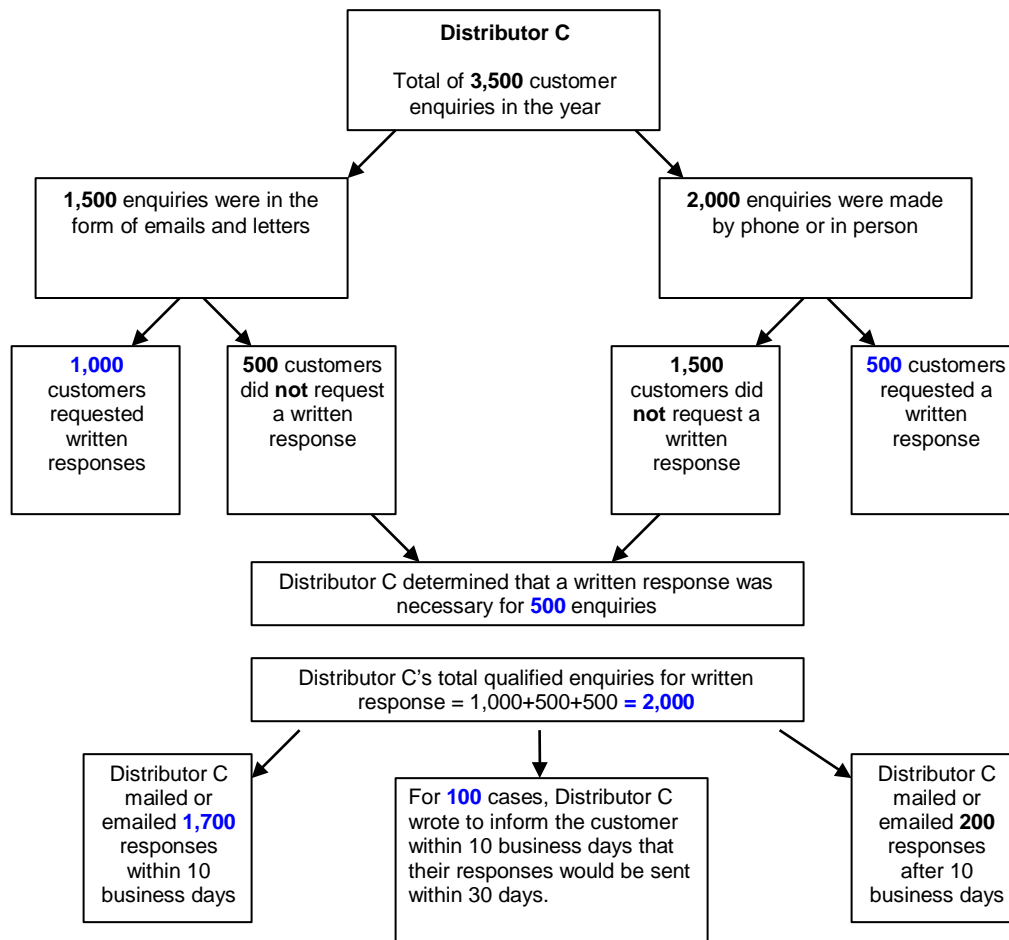 Distributor C
Total of 3,500 customer
enquiries in the year
1,500 enquiries were in the
form of emails and letters
2,000 enquiries were made
by phone or in person
1,000
customers
requested
written
responses
500 customers
did not request
a written
response
1,500
customers did
not request a
written
response
500 customers
requested a
written
response
Distributor C determined that a written response was
necessary for 500 enquiries
Distributor C's total qualified enquiries for written
response = 1,000+500+500 = 2,000
Distributor C
mailed or
emailed 1,700
responses
within 10
business days
For 100 cases, Distributor C
wrote to inform the customer
within 10 business days that
their responses would be sent
within 30 days.
Distributor C
mailed or
emailed 200
responses
after 10
business days